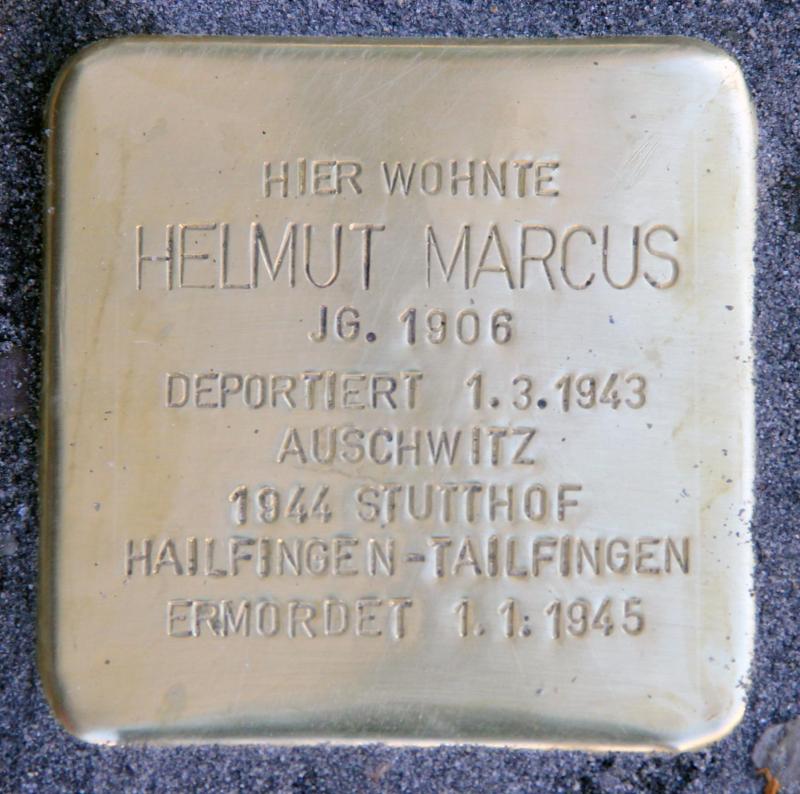 HIER WOHNTE
HELMUT MARCUS
JG. 1906
DEPORTIERT 1.3.1943
AUSCHWITZ
1944 STUTTHOF
HAILFINGEN-TAILFINGEN
ERMORDET 1.1.1945